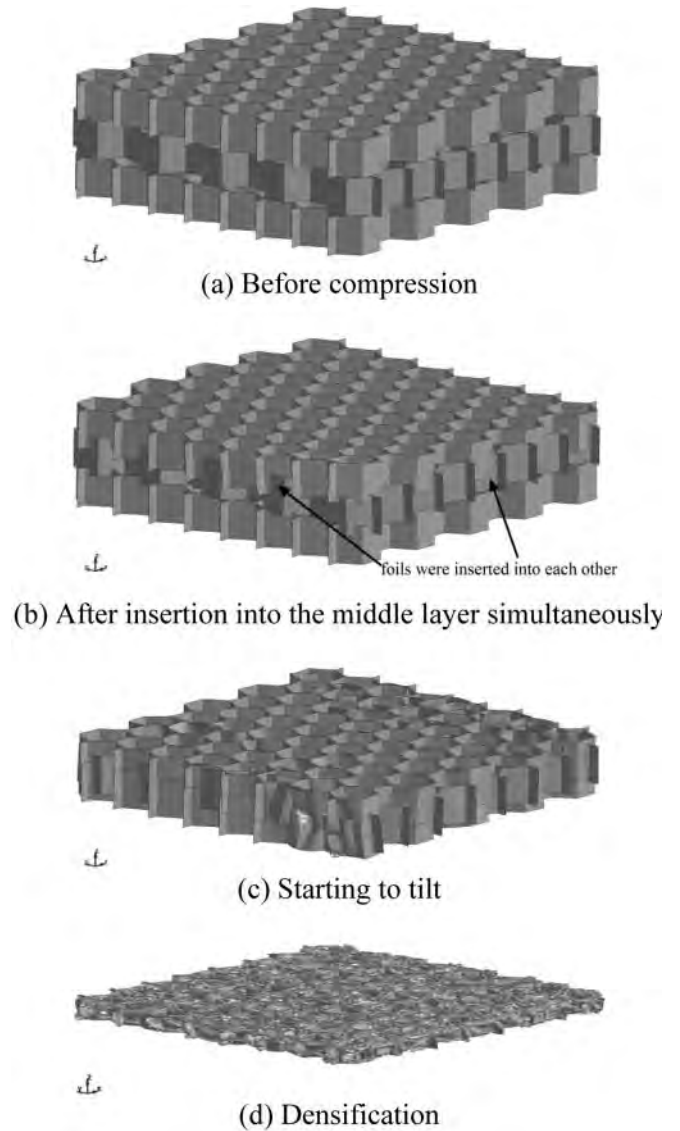 (a) Before compression
foils were inserted into each other
(b) After insertion into the middle layer simultaneously
(c) Starting to tilt
(d) Densification